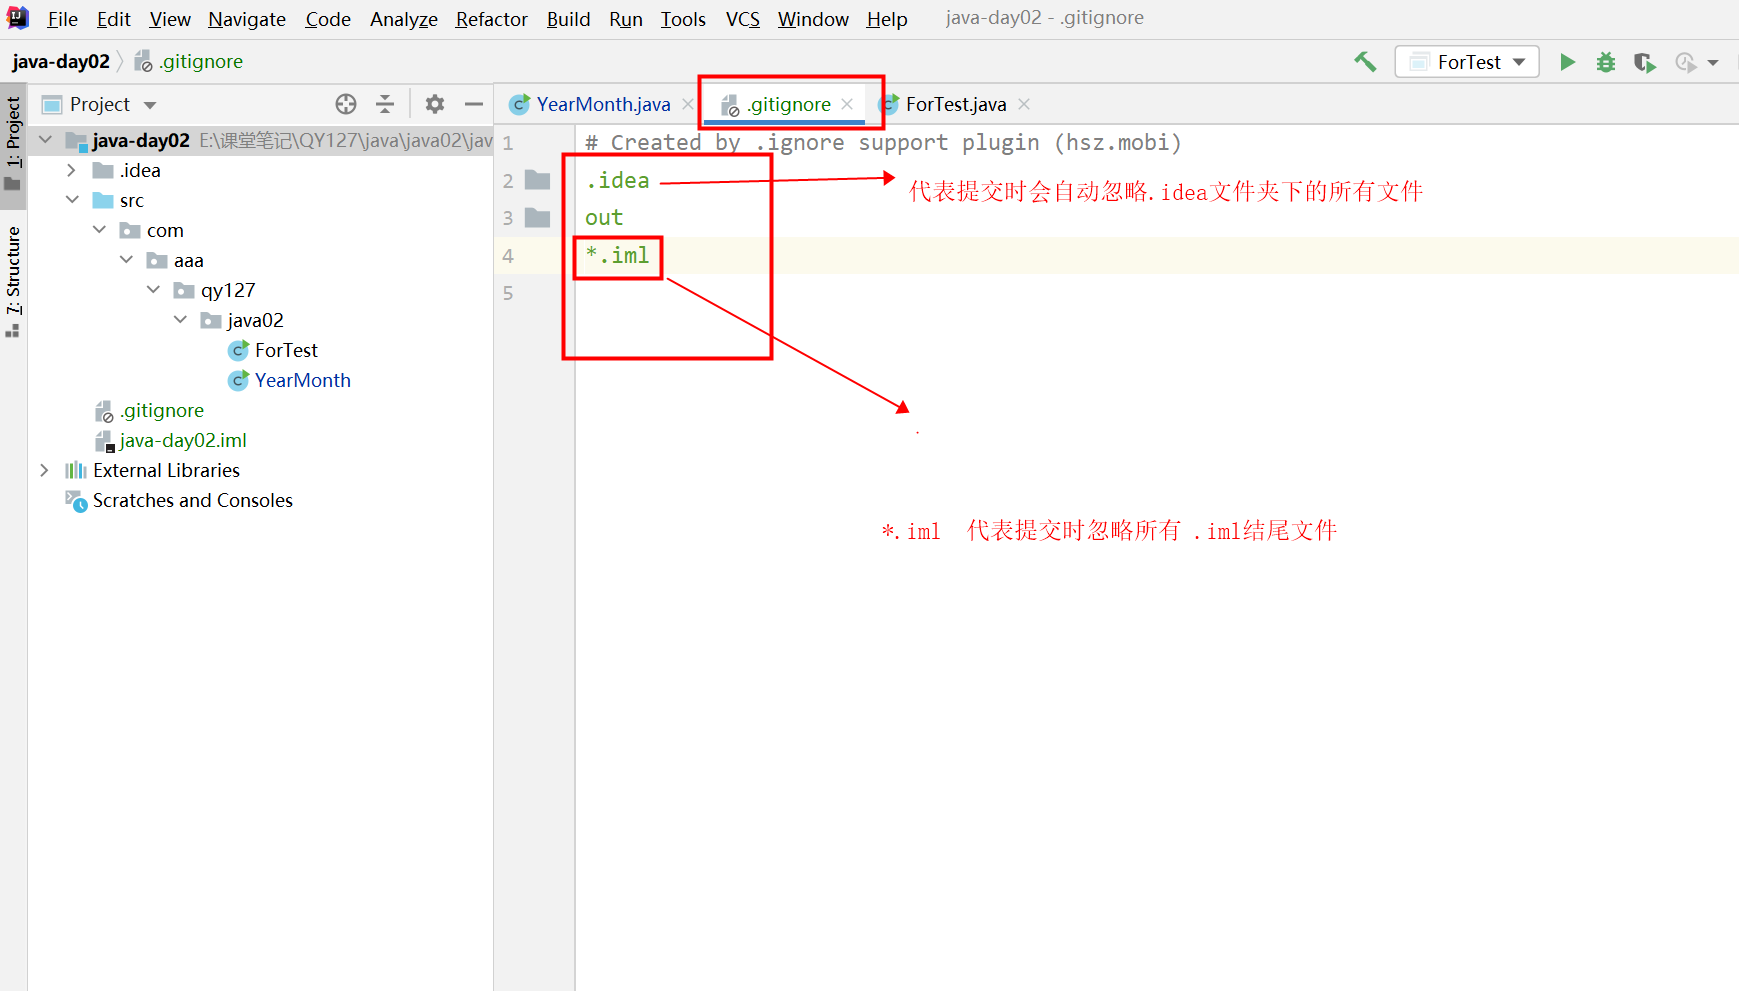 File Edit View Navigate Code Analyze Refactor Build Run Tools VCS Window Help java-day02 - .gitignore
java-day02 .gitignore ForTest
1: Project
7: Structure
Project
java-day02 E:\课堂笔记\QY127\java\java02\jav
.idea
src
com
aaa
qy127
java02
ForTest
YearMonth
.gitignore
java-day02.iml
External Libraries
Scratches and Consoles
YearMonth.java .gitignore ForTest.java
1 # Created by .ignore support plugin (hsz.mobi)
2 .idea
3 out
4 *.iml
5
代表提交时会自动忽略.idea文件夹下的所有文件
*.iml 代表提交时忽略所有 .iml结尾文件